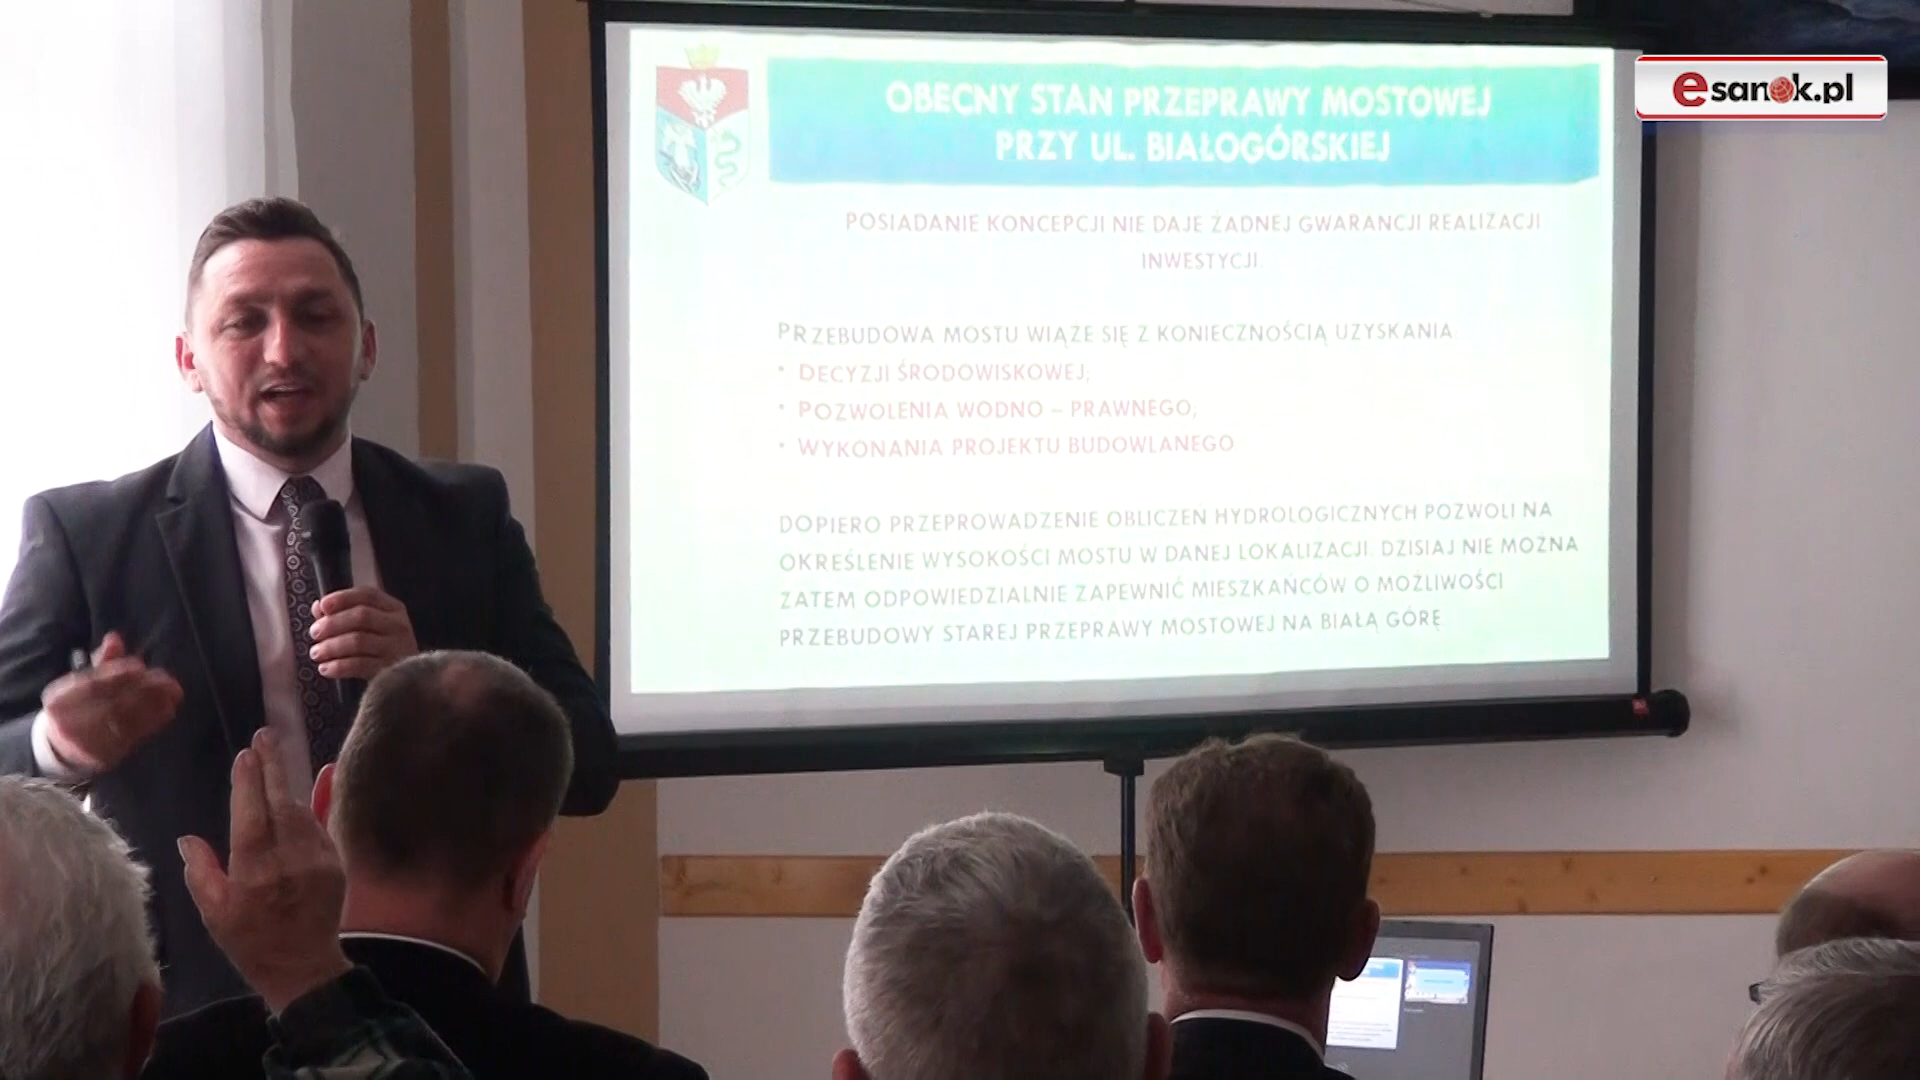 esanok.pl
OBECNY STAN PRZEPRAWY MOSTOWEJ
PRZY UL. BIAŁOGÓRSKIEJ
POSIADANIE KONCEPCJI NIE DAJE ŻADNEJ GWARANCJI REALIZACJI
INWESTYCJI.
PRZEBUDOWA MOSTU WIĄŻE SIĘ Z KONIECZNOŚCIĄ UZYSKANIA
• DECYZJI ŚRODOWISKOWEJ;
• POZWOLENIA WODNO – PRAWNEGO;
• WYKONANIA PROJEKTU BUDOWLANEGO
DOPIERO PRZEPROWADZENIE OBLICZEŃ HYDROLOGICZNYCH POZWOLI NA
OKREŚLENIE WYSOKOŚCI MOSTU W DANEJ LOKALIZACJI. DZISIAJ NIE MOŻNA
ZATEM ODPOWIEDZIALNIE ZAPEWNIĆ MIESZKAŃCÓW O MOŻLIWOŚCI
PRZEBUDOWY STAREJ PRZEPRAWY MOSTOWEJ NA BIAŁĄ GÓRĘ